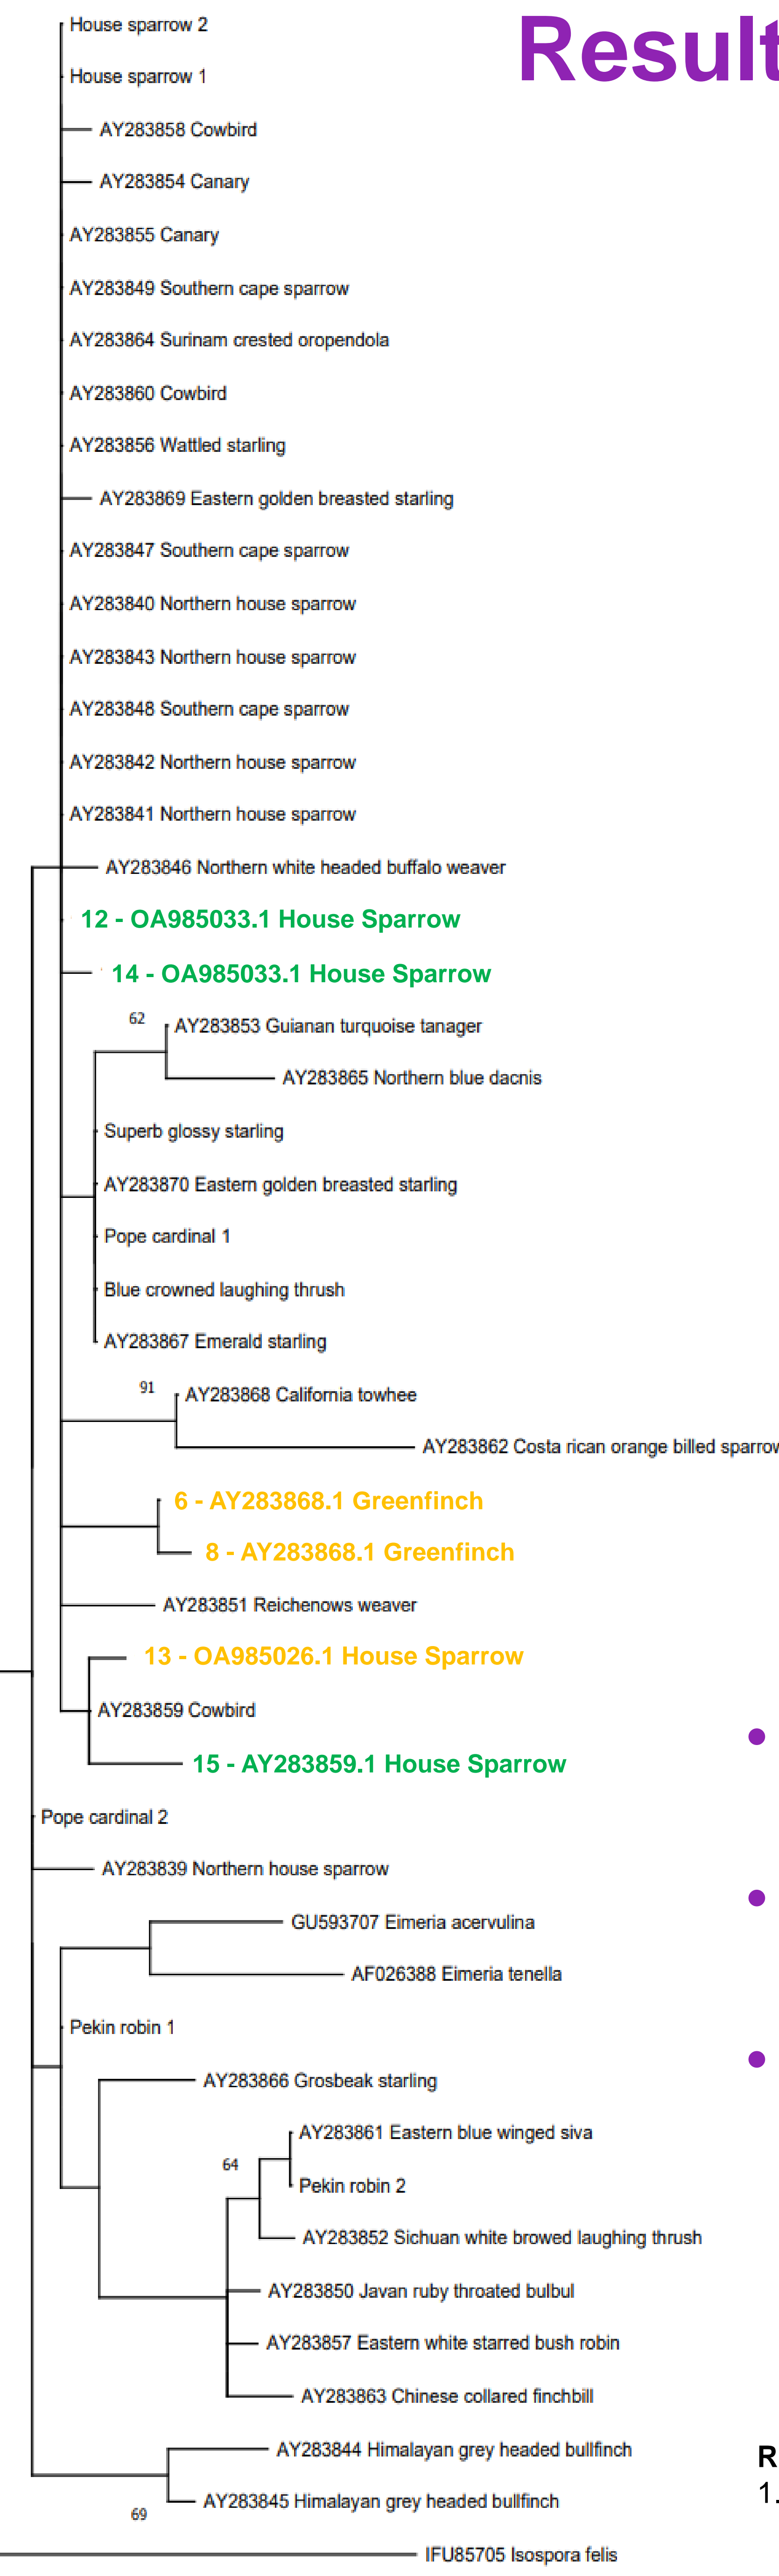 Result
House sparrow 2
House sparrow 1
AY283858 Cowbird
AY283854 Canary
AY283855 Canary
AY283849 Southern cape sparrow
AY283864 Surinam crested oropendola
AY283860 Cowbird
AY283856 Wattled starling
AY283869 Eastern golden breasted starling
AY283847 Southern cape sparrow
AY283840 Northern house sparrow
AY283843 Northern house sparrow
AY283848 Southern cape sparrow
AY283842 Northern house sparrow
AY283841 Northern house sparrow
AY283846 Northern white headed buffalo weaver
12 - OA985033.1 House Sparrow
14 - OA985033.1 House Sparrow
62
AY283853 Guianan turquoise tanager
AY283865 Northern blue dacnis
Superb glossy starling
AY283870 Eastern golden breasted starling
Pope cardinal 1
Blue crowned laughing thrush
AY283867 Emerald starling
91
AY283868 California towhee
AY283862 Costa rican orange billed sparrow
6 - AY283868.1 Greenfinch
8 - AY283868.1 Greenfinch
AY283851 Reichenows weaver
13 - OA985026.1 House Sparrow
AY283859 Cowbird
15 - AY283859.1 House Sparrow
Pope cardinal 2
AY283839 Northern house sparrow
GU593707 Eimeria acervulina
AF026388 Eimeria tenella
Pekin robin 1
AY283866 Grosbeak starling
AY283861 Eastern blue winged siva
64
Pekin robin 2
AY283852 Sichuan white browed laughing thrush
AY283850 Javan ruby throated bulbul
AY283857 Eastern white starred bush robin
AY283863 Chinese collared finchbill
AY283844 Himalayan grey headed bullfinch
R
1.
AY283845 Himalayan grey headed bullfinch
69
IFU85705 Isospora felis